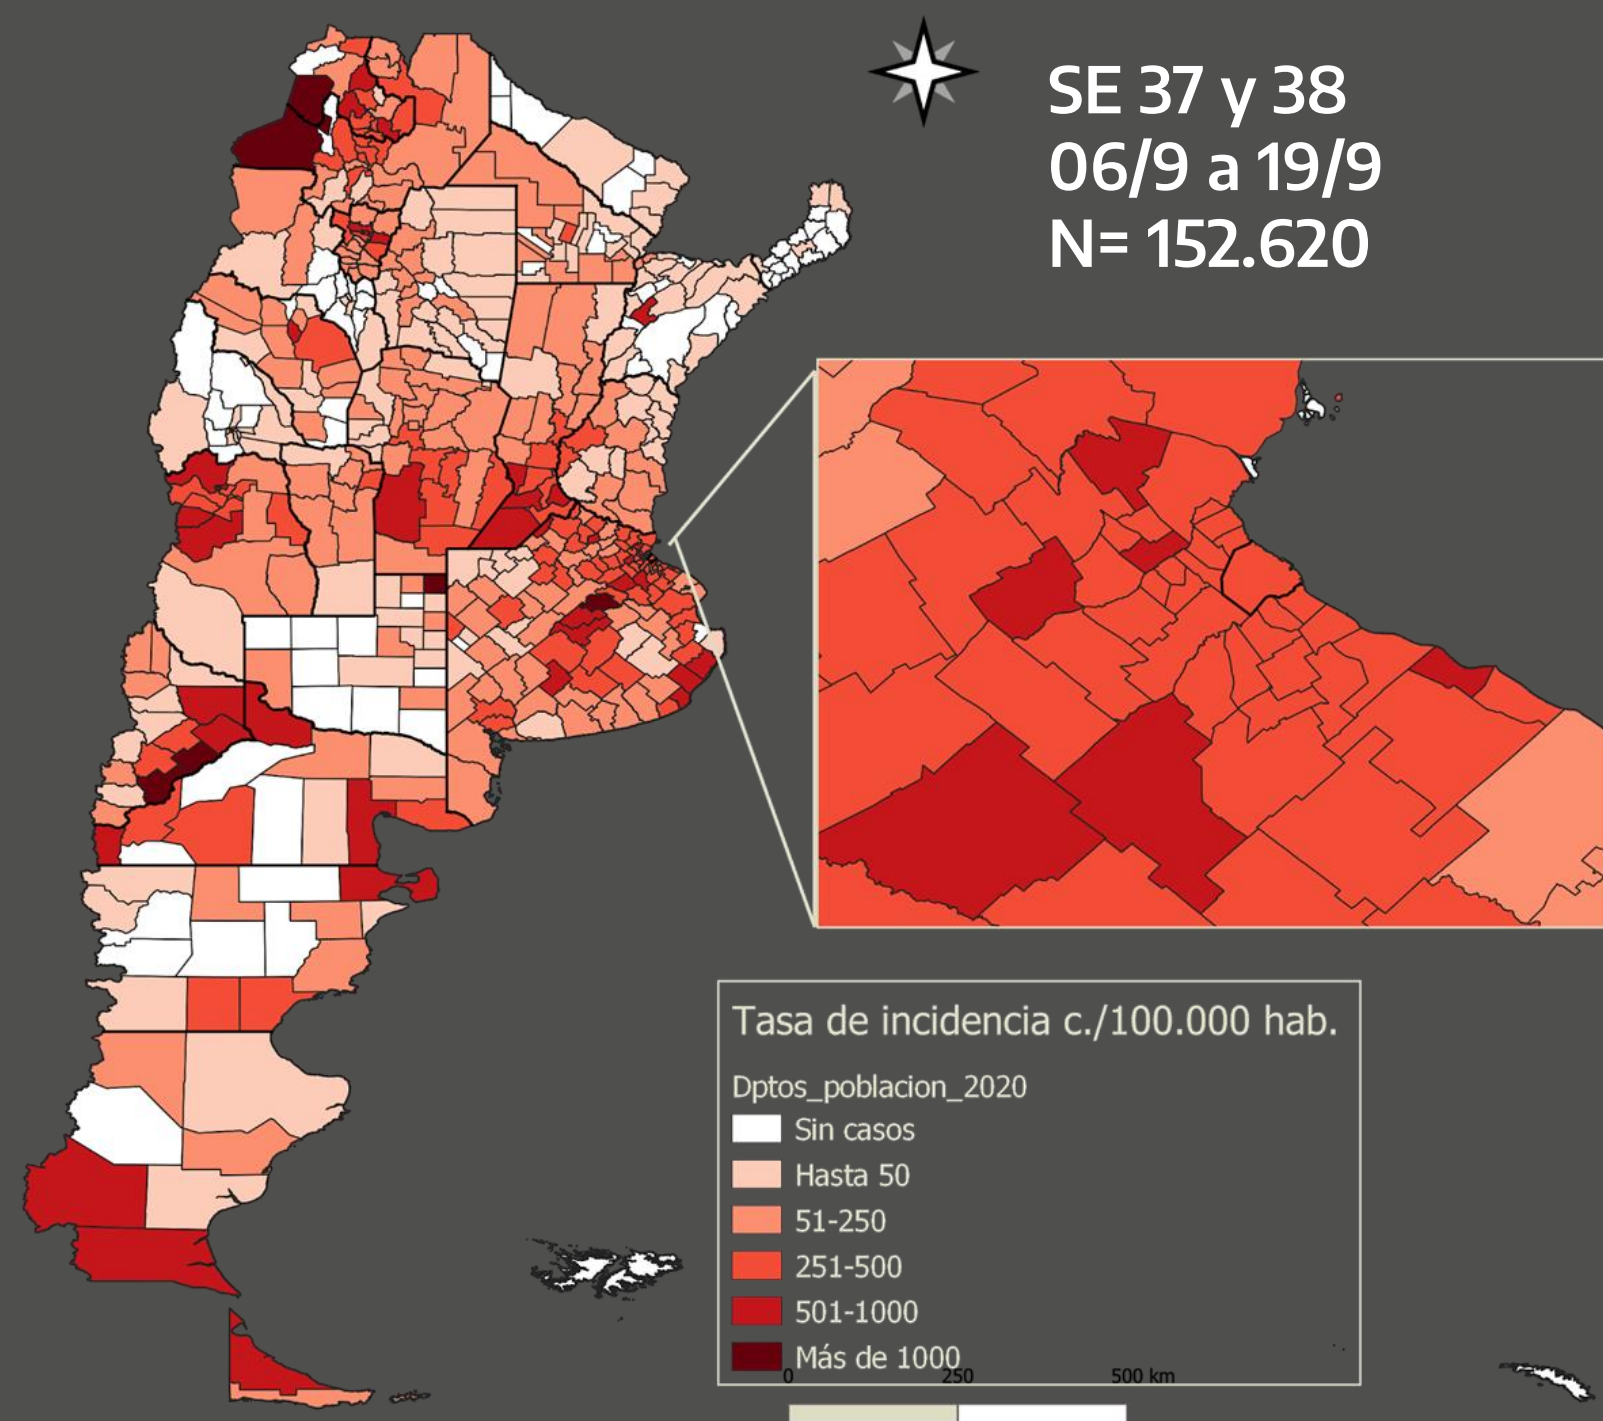 SE 37 y 38
06/9 a 19/9
N= 152.620
Tasa de incidencia c./100.000 hab.
Dptos_poblacion_2020
Sin casos
Hasta 50
51-250
251-500
501-1000
Más de 1000
0 250 500 km